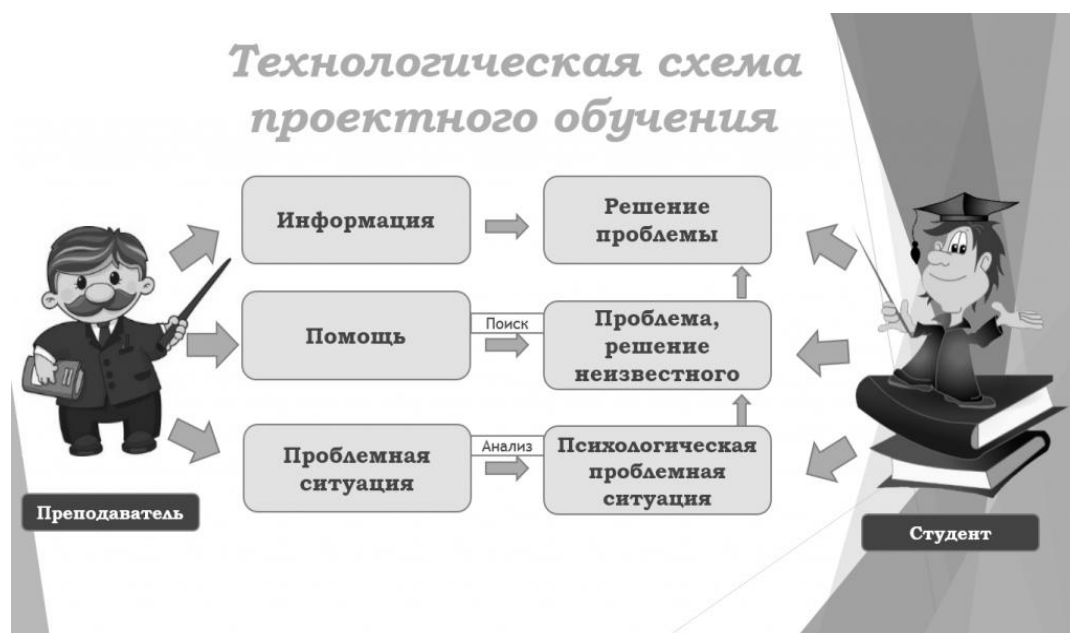 Технологическая схема
проектного обучения
Информация
Решение
проблемы
Помощь
Поиск
Проблема,
решение
неизвестного
Проблемная
ситуация
Анализ
Психологическая
проблемная
ситуация
Преподаватель
Студент